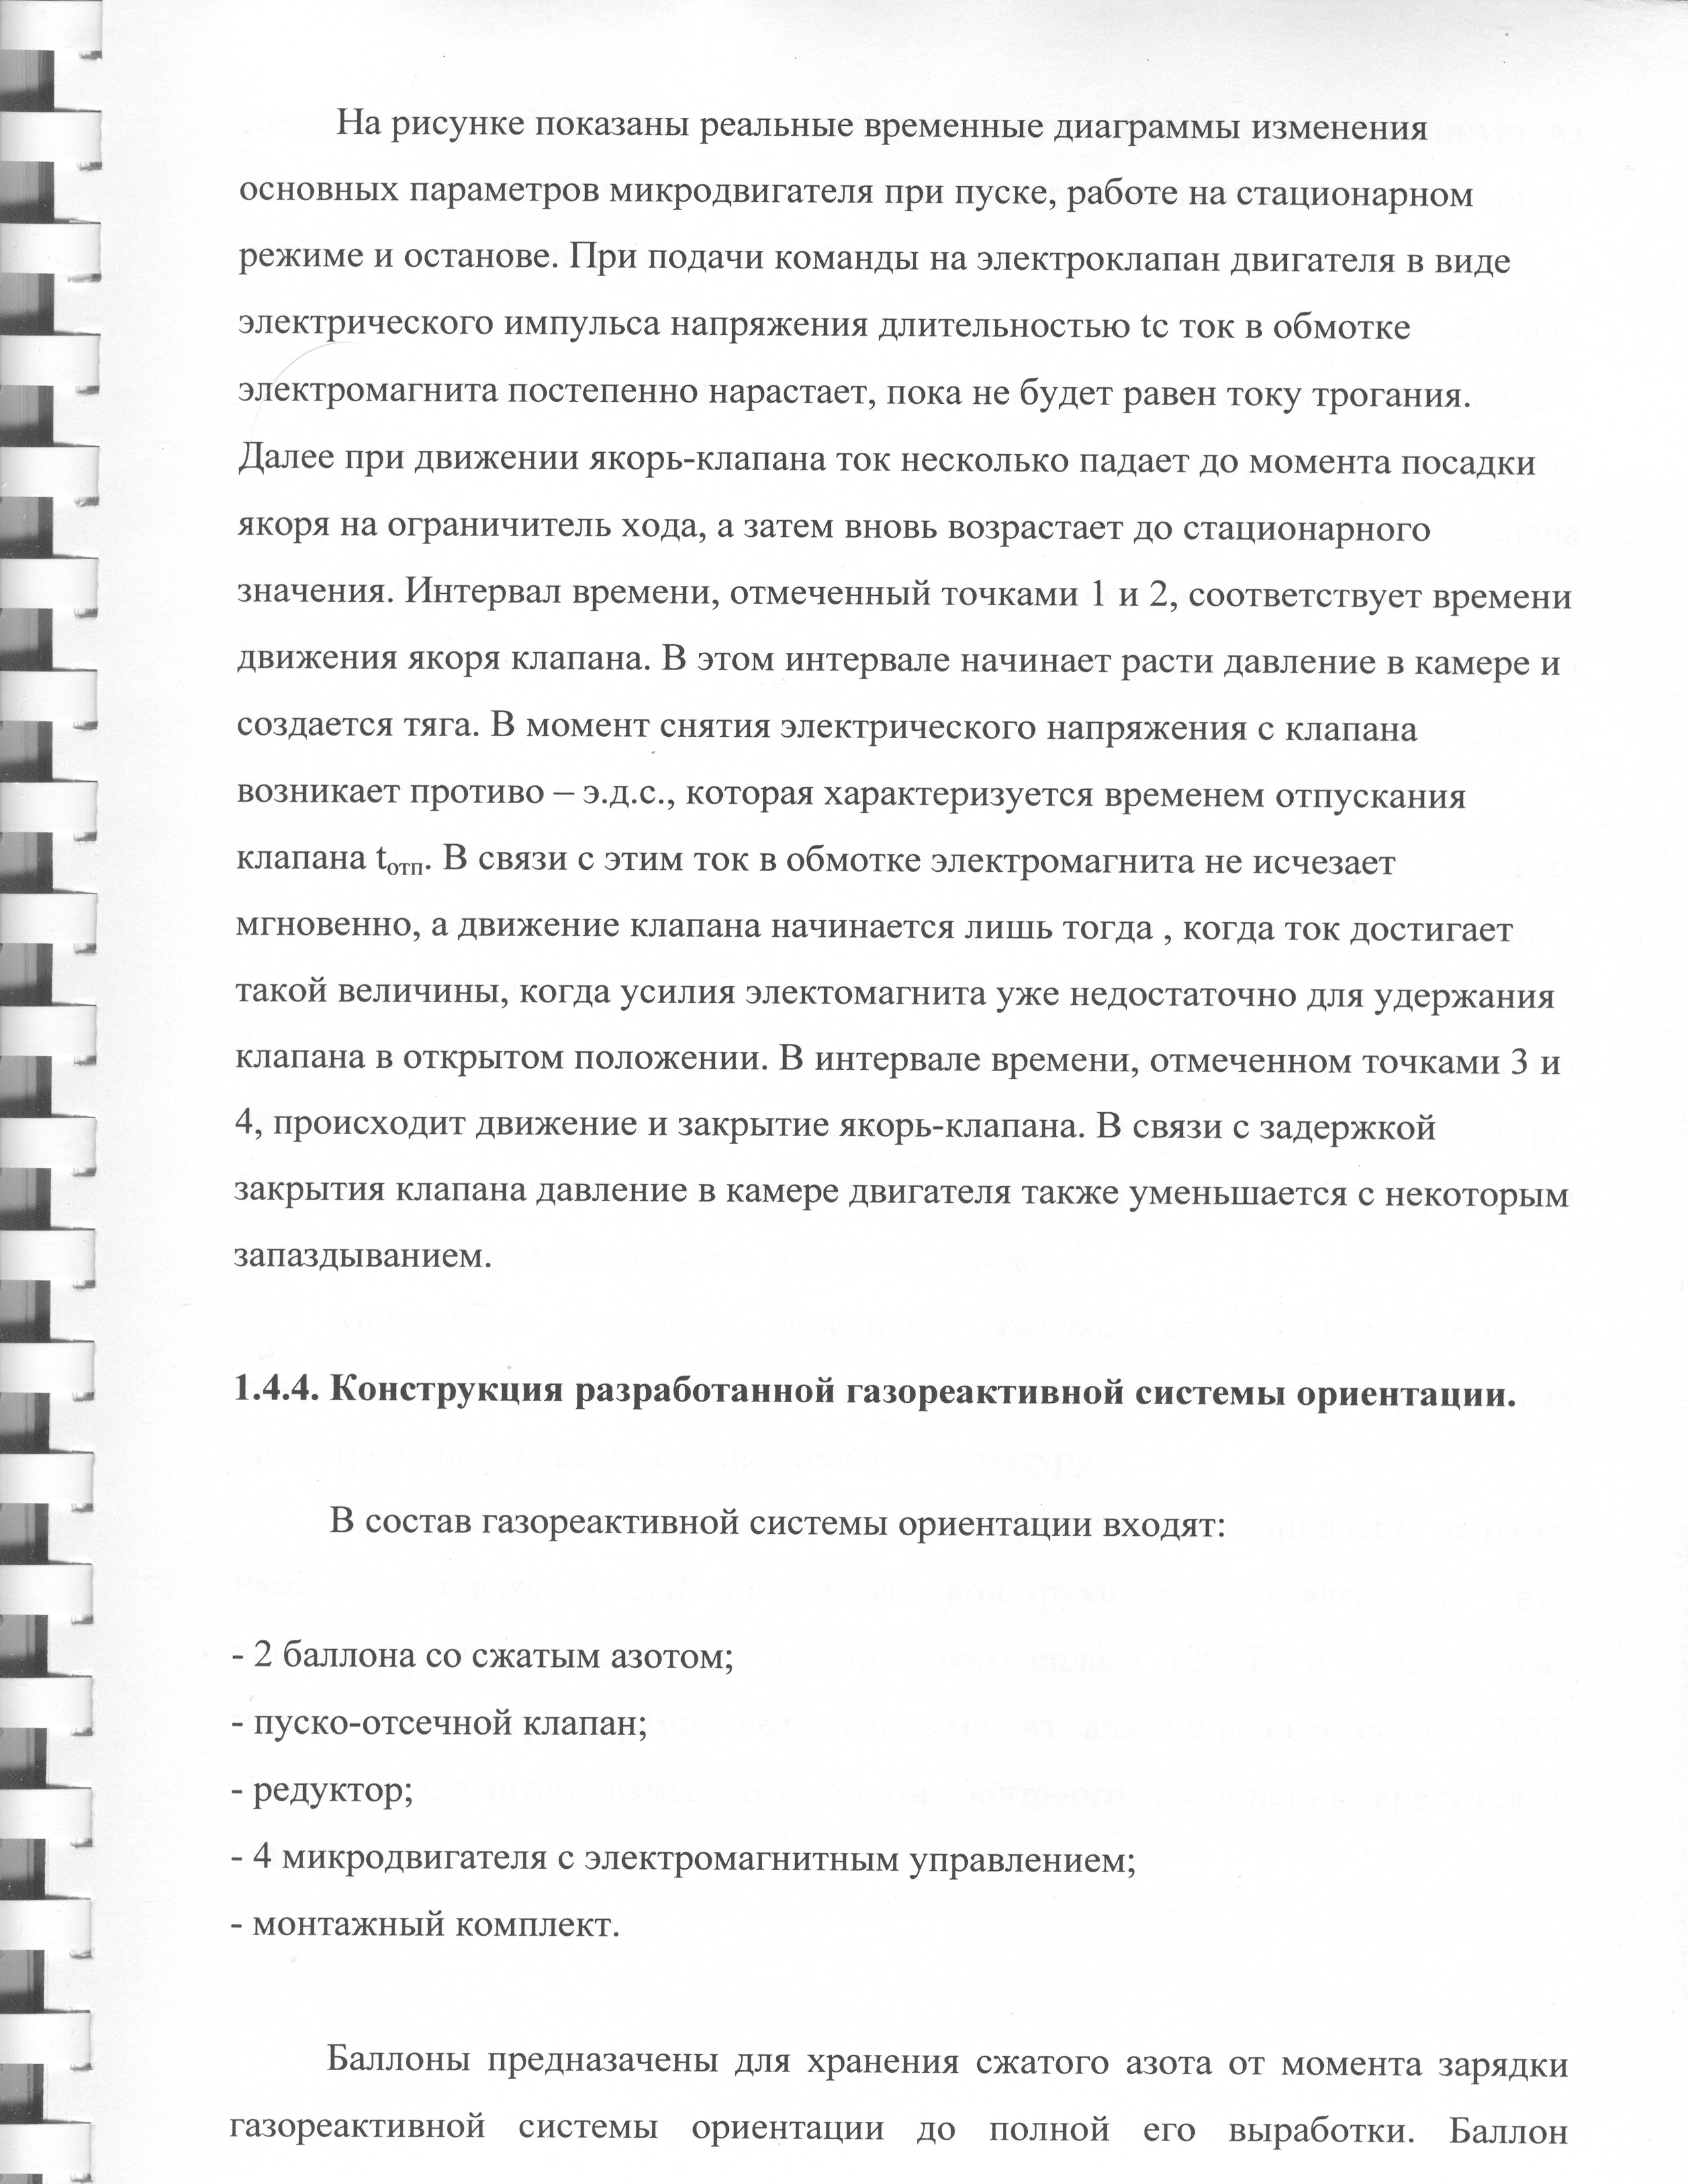 На рисунке показаны реальные временные диаграммы изменения
основных параметров микродвигателя при пуске, работе на стационарном
режиме и останове. При подачи команды на электроклапан двигателя в виде
электрического импульса напряжения длительностью tc ток в обмотке
электромагнита постепенно нарастает, пока не будет равен току трогания.
Далее при движении якорь-клапана ток несколько падает до момента посадки
якоря на ограничитель хода, а затем вновь возрастает до стационарного
значения. Интервал времени, отмеченный точками 1 и 2, соответствует времени
движения якоря клапана. В этом интервале начинает расти давление в камере и
создается тяга. В момент снятия электрического напряжения с клапана
возникает противо – э.д.с., которая характеризуется временем отпускания
клапана tотп. В связи с этим ток в обмотке электромагнита не исчезает
мгновенно, а движение клапана начинается лишь тогда , когда ток достигает
такой величины, когда усилия электомагнита уже недостаточно для удержания
клапана в открытом положении. В интервале времени, отмеченном точками 3 и
4, происходит движение и закрытие якорь-клапана. В связи с задержкой
закрытия клапана давление в камере двигателя также уменьшается с некоторым
запаздыванием.
1.4.4. Конструкция разработанной газореактивной системы ориентации.
В состав газореактивной системы ориентации входят:
- 2 баллона со сжатым азотом;
- пуско-отсечной клапан;
- редуктор;
- 4 микродвигателя с электромагнитным управлением;
- монтажный комплект.
Баллоны предназачены для хранения сжатого азота от момента зарядки
газореактивной системы ориентации до полной его выработки. Баллон